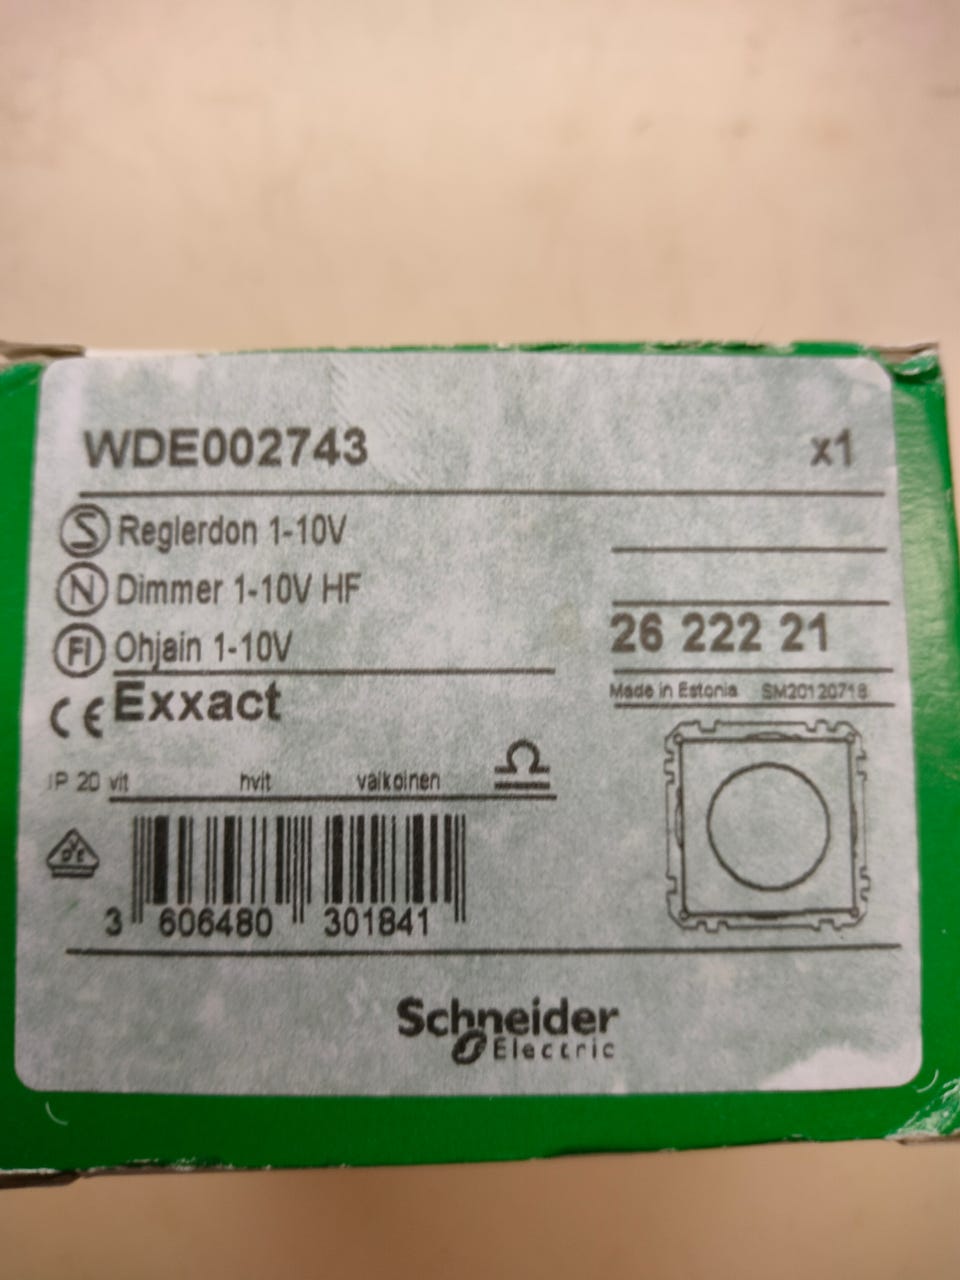 WDE002743 x1
S Reglerdon 1-10V
N Dimmer 1-10V HF
FI Ohjain 1-10V
26 222 21
CE Exxact
Made in Estonia SM20120718
IP 20 vit hvit valkoinen
3 606480 301841
Schneider
Electric